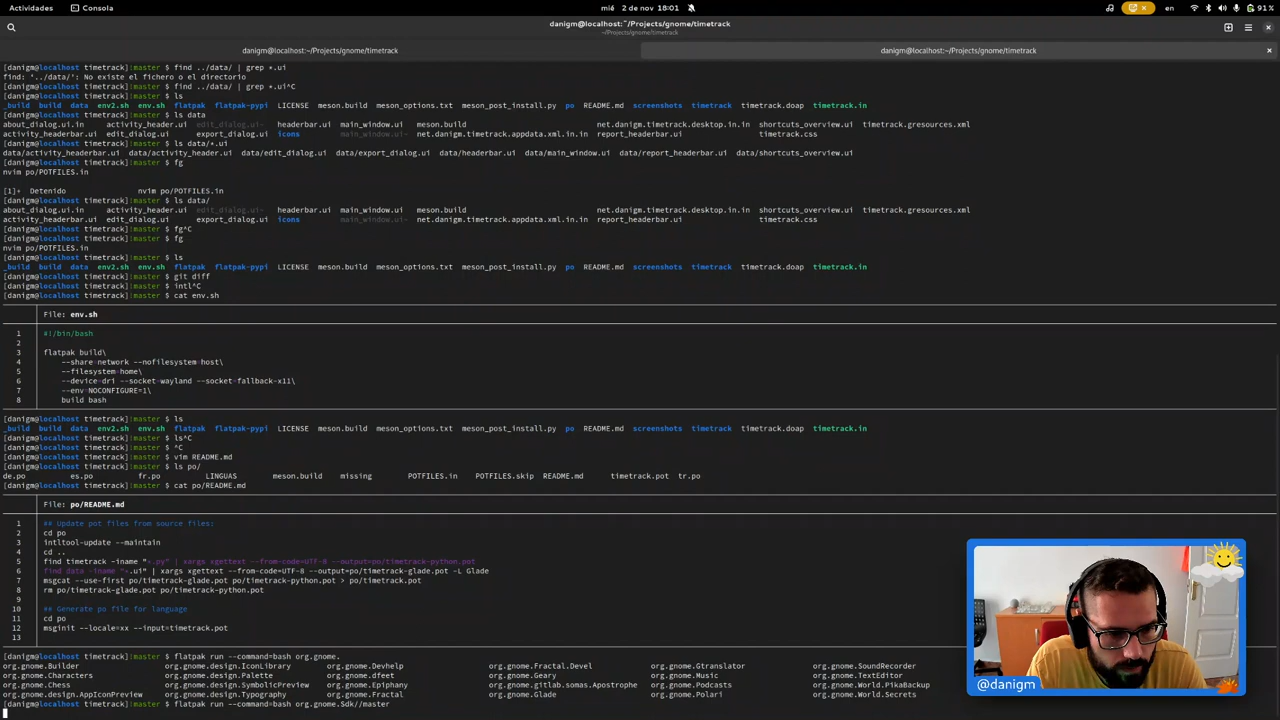 Actividades Consola mié 2 de nov 18:01 en 91%
danigm@localhost:~/Projects/gnome/timetrack
~/Projects/gnome/timetrack
danigm@localhost:~/Projects/gnome/timetrack danigm@localhost:~/Projects/gnome/timetrack
[danigm@localhost timetrack]|master $ find ../data/ | grep *.ui
find: '../data/': No existe el fichero o el directorio
[danigm@localhost timetrack]|master $ find ../data/ | grep *.ui^C
[danigm@localhost timetrack]|master $ ls
_build build data env2.sh env.sh flatpak flatpak-pypi LICENSE meson.build meson_options.txt meson_post_install.py po README.md screenshots timetrack timetrack.doap timetrack.in
[danigm@localhost timetrack]|master $ ls data
about_dialog.ui.in activity_header.ui edit_dialog.ui~ headerbar.ui main_window.ui meson.build net.danigm.timetrack.desktop.in.in shortcuts_overview.ui timetrack.gresources.xml
activity_headerbar.ui edit_dialog.ui export_dialog.ui icons main_window.ui~ net.danigm.timetrack.appdata.xml.in.in report_headerbar.ui timetrack.css
[danigm@localhost timetrack]|master $ ls data/*.ui
data/activity_headerbar.ui data/activity_header.ui data/edit_dialog.ui data/export_dialog.ui data/headerbar.ui data/main_window.ui data/report_headerbar.ui data/shortcuts_overview.ui
[danigm@localhost timetrack]|master $ fg
nvim po/POTFILES.in
[1]+ Detenido nvim po/POTFILES.in
[danigm@localhost timetrack]|master $ ls data/
about_dialog.ui.in activity_header.ui edit_dialog.ui~ headerbar.ui main_window.ui meson.build net.danigm.timetrack.desktop.in.in shortcuts_overview.ui timetrack.gresources.xml
activity_headerbar.ui edit_dialog.ui export_dialog.ui icons main_window.ui~ net.danigm.timetrack.appdata.xml.in.in report_headerbar.ui timetrack.css
[danigm@localhost timetrack]|master $ fg^C
[danigm@localhost timetrack]|master $ fg
nvim po/POTFILES.in
[danigm@localhost timetrack]|master $ ls
_build build data env2.sh env.sh flatpak flatpak-pypi LICENSE meson.build meson_options.txt meson_post_install.py po README.md screenshots timetrack timetrack.doap timetrack.in
[danigm@localhost timetrack]|master $ git diff
[danigm@localhost timetrack]|master $ intl^C
[danigm@localhost timetrack]|master $ cat env.sh
File: env.sh
1 #!/bin/bash
2
3 flatpak build\
4 --share=network --nofilesystem=host\
5 --filesystem=home\
6 --device=dri --socket=wayland --socket=fallback-x11\
7 --env=NOCONFIGURE=1\
8 build bash
[danigm@localhost timetrack]|master $ ls
_build build data env2.sh env.sh flatpak flatpak-pypi LICENSE meson.build meson_options.txt meson_post_install.py po README.md screenshots timetrack timetrack.doap timetrack.in
[danigm@localhost timetrack]|master $ ls^C
[danigm@localhost timetrack]|master $ ^C
[danigm@localhost timetrack]|master $ vim README.md
[danigm@localhost timetrack]|master $ ls po/
de.po es.po fr.po LINGUAS meson.build missing POTFILES.in POTFILES.skip README.md timetrack.pot tr.po
[danigm@localhost timetrack]|master $ cat po/README.md
File: po/README.md
1 ## Update pot files from source files:
2 cd po
3 intltool-update --maintain
4 cd ..
5 find timetrack -iname "*.py" | xargs xgettext --from-code=UTF-8 --output=po/timetrack-python.pot
6 find data -iname "*.ui" | xargs xgettext --from-code=UTF-8 --output=po/timetrack-glade.pot -L Glade
7 msgcat --use-first po/timetrack-glade.pot po/timetrack-python.pot > po/timetrack.pot
8 rm po/timetrack-glade.pot po/timetrack-python.pot
9
10 ## Generate po file for language
11 cd po
12 msginit --locale=xx --input=timetrack.pot
13
[danigm@localhost timetrack]|master $ flatpak run --command=bash org.gnome.
org.gnome.Builder org.gnome.design.IconLibrary org.gnome.Devhelp org.gnome.Fractal.Devel org.gnome.Gtranslator org.gnome.SoundRecorder
org.gnome.Characters org.gnome.design.Palette org.gnome.dfeet org.gnome.Geary org.gnome.Music org.gnome.TextEditor
org.gnome.Chess org.gnome.design.SymbolicPreview org.gnome.Epiphany org.gnome.gitlab.somas.Apostrophe org.gnome.Podcasts org.gnome.World.PikaBackup
org.gnome.design.AppIconPreview org.gnome.design.Typography org.gnome.Fractal org.gnome.Glade org.gnome.Polari org.gnome.World.Secrets
[danigm@localhost timetrack]|master $ flatpak run --command=bash org.gnome.Sdk//master
@danigm